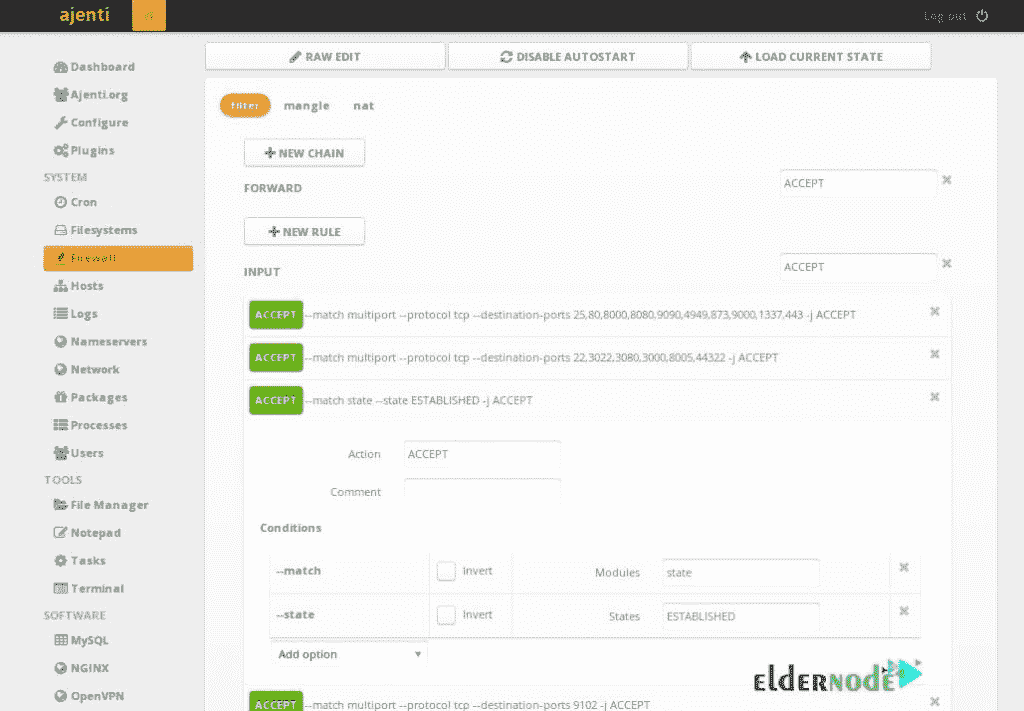 ajenti
Log out
RAW EDIT
DISABLE AUTOSTART
LOAD CURRENT STATE
Dashboard
Ajenti.org
Configure
Plugins
SYSTEM
Cron
Filesystems
Firewall
Hosts
Logs
Nameservers
Network
Packages
Processes
Users
TOOLS
File Manager
Notepad
Tasks
Terminal
SOFTWARE
MySQL
NGINX
OpenVPN
filter mangle nat
NEW CHAIN
FORWARD
ACCEPT
NEW RULE
INPUT
ACCEPT
ACCEPT --match multiport --protocol tcp --destination-ports 25,80,8000,8080,9090,4949,873,9000,1337,443 -j ACCEPT
ACCEPT --match multiport --protocol tcp --destination-ports 22,3022,3080,3000,8005,44322 -j ACCEPT
ACCEPT --match state --state ESTABLISHED -j ACCEPT
Action ACCEPT
Comment
Conditions
--match Invert Modules state
--state Invert States ESTABLISHED
Add option
ELDERNODE
ACCEPT --match multiport --protocol tcp --destination-ports 9102 -j ACCEPT